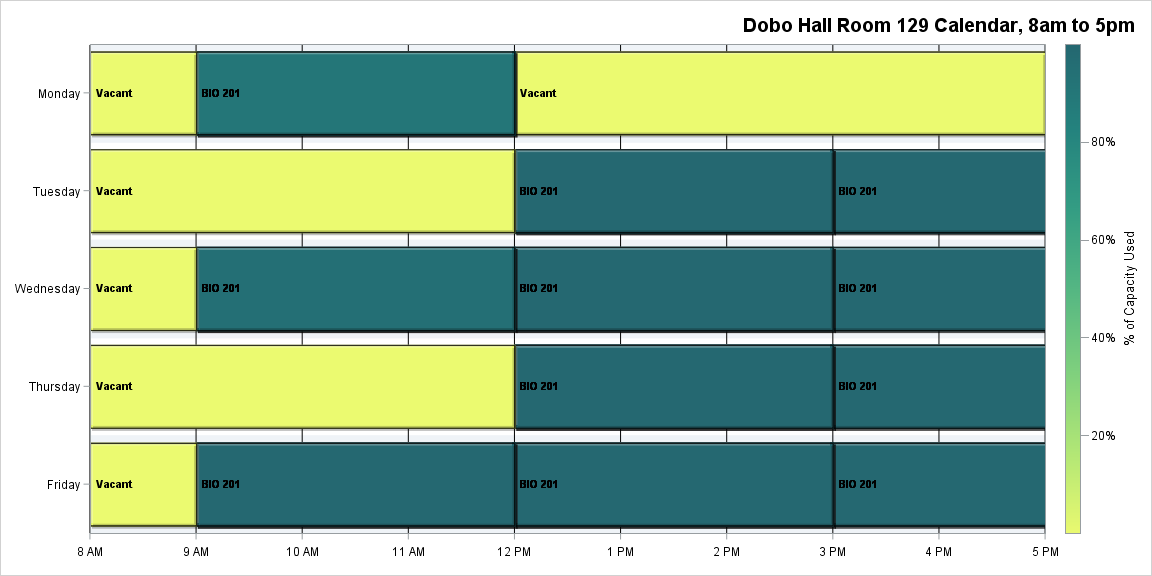 Dobo Hall Room 129 Calendar, 8am to 5pm
Monday
Vacant
BIO 201
Vacant
Tuesday
Vacant
BIO 201
BIO 201
Wednesday
Vacant
BIO 201
BIO 201
BIO 201
Thursday
Vacant
BIO 201
BIO 201
Friday
Vacant
BIO 201
BIO 201
BIO 201
8 AM
9 AM
10 AM
11 AM
12 PM
1 PM
2 PM
3 PM
4 PM
5 PM
80%
60%
40%
20%
% of Capacity Used